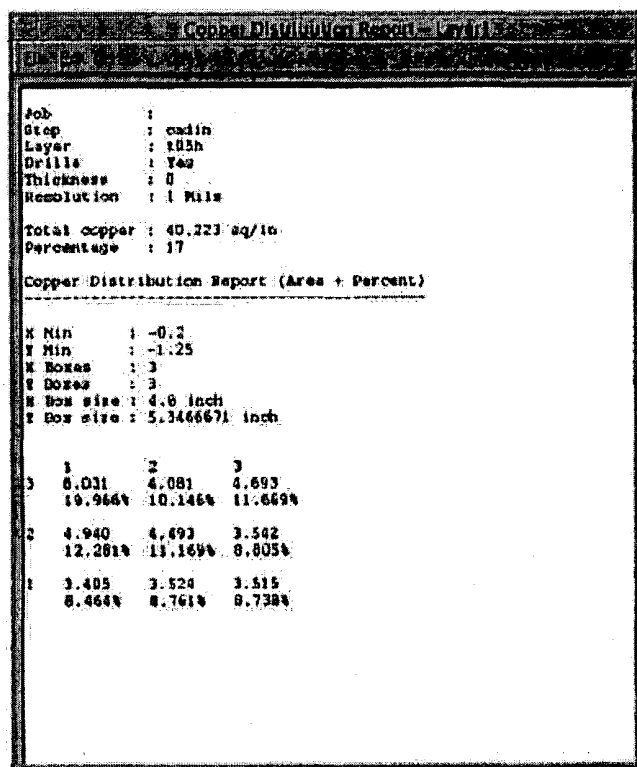 Copper Distribution Report – Layer
Job :
Step : cadin
Layer :
Drills : Yes
Thickness : 0
Resolution : 1 Mils
Total copper : 40.223 sq/in
Percentage : 17
Copper Distribution Report (Area + Percent)
X Min : -0.2
Y Min : -1.25
X Boxes : 3
Y Boxes : 3
X Box size : 4.8 inch
Y Box size : 5.3466671 inch
1 2 3
3 8.031 4.081 4.693
19.966% 10.146% 11.669%
2 4.940 4.493 3.542
12.281% 11.169% 8.805%
1 3.405 3.524 3.515
8.464% 8.761% 8.738%